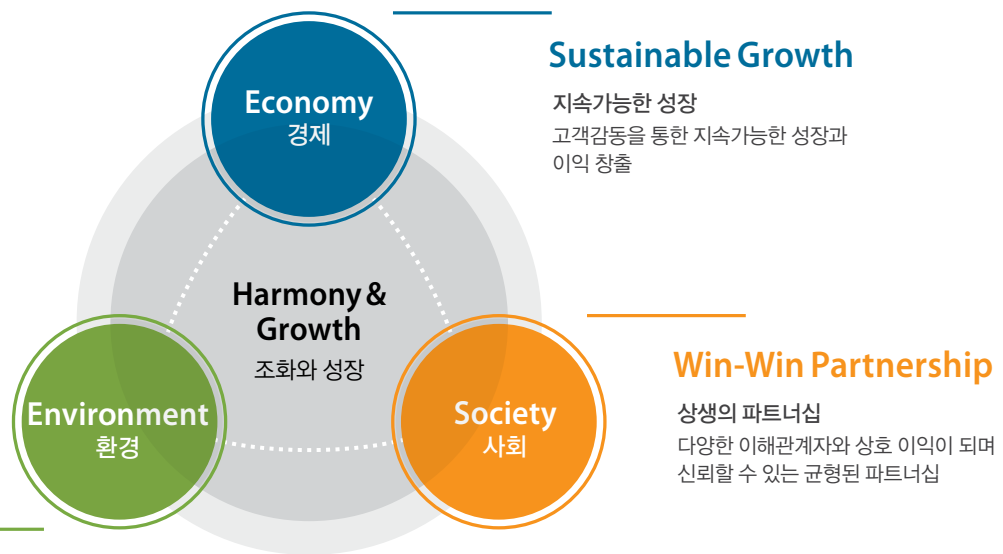 Sustainable Growth
지속가능한 성장
고객감동을 통한 지속가능한 성장과
이익 창출
Economy
경제
Harmony &
Growth
조화와 성장
Win-Win Partnership
상생의 파트너십
다양한 이해관계자와 상호 이익이 되며
신뢰할 수 있는 균형된 파트너십
Environment
환경
Society
사회